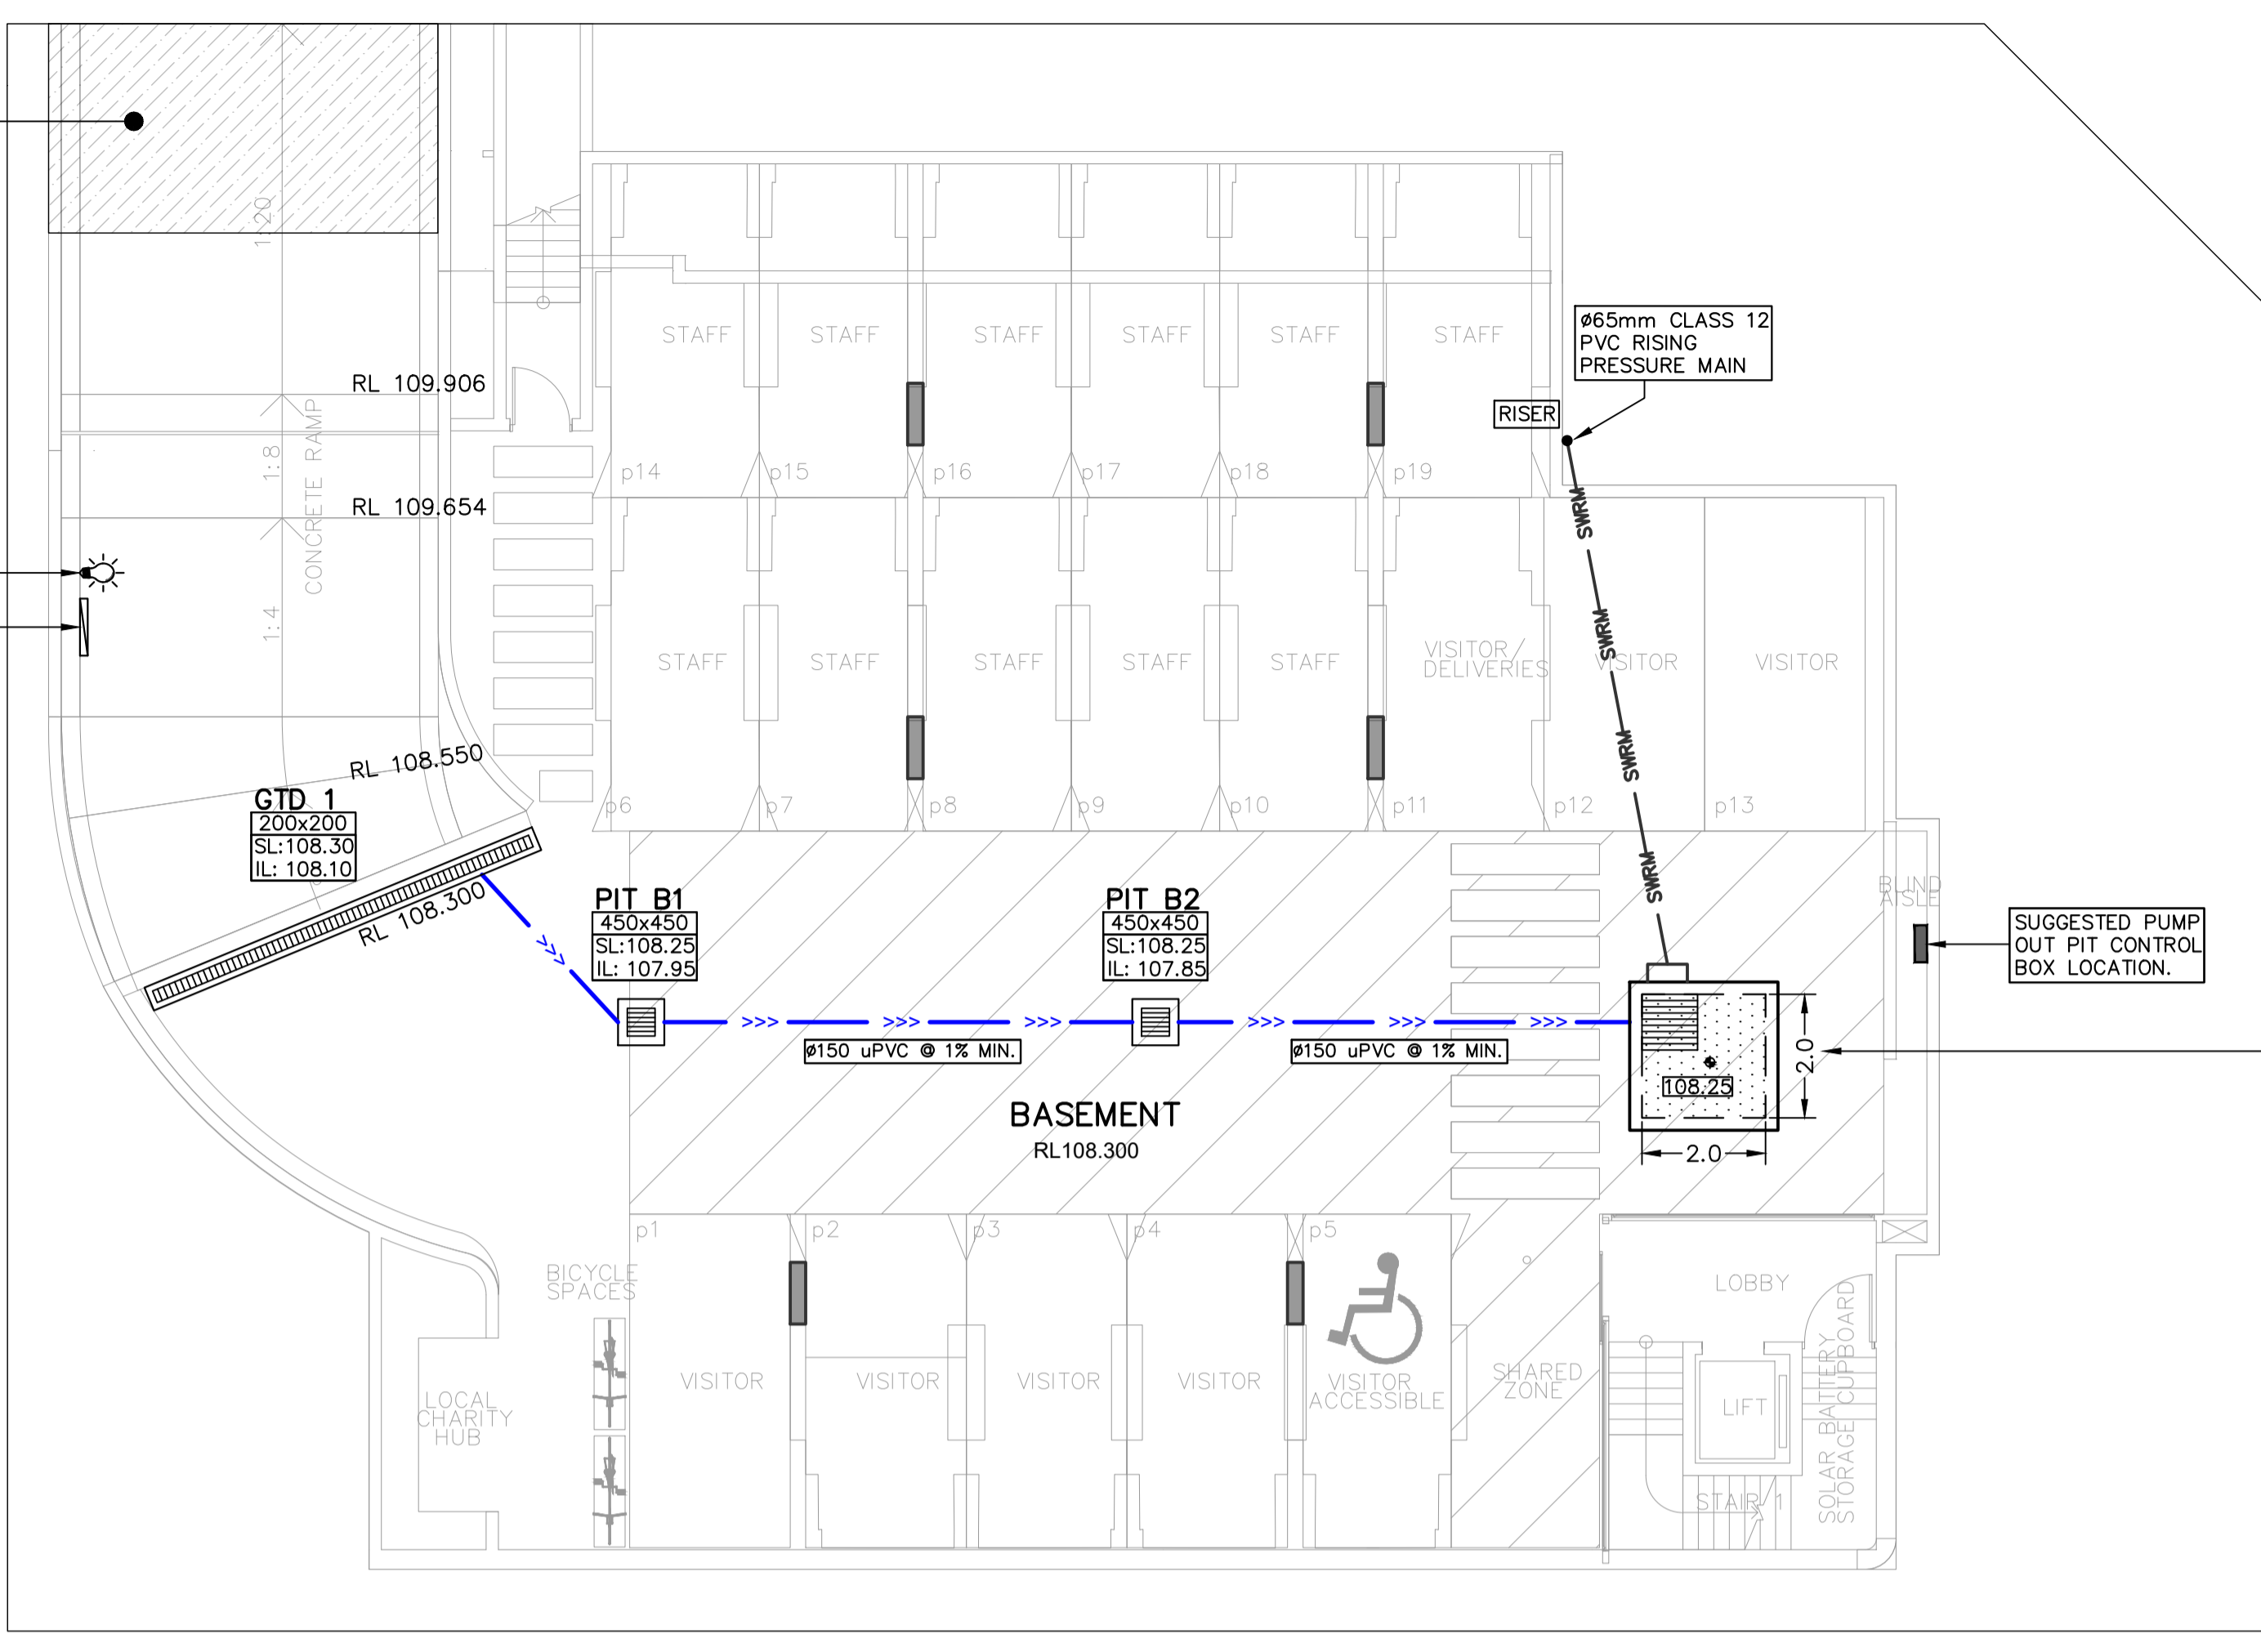 1:20
STAFF
STAFF
STAFF
STAFF
STAFF
Ø65mm CLASS 12
PVC RISING
PRESSURE MAIN
RL 109.906
RISER
CONCRETE RAMP
1:8
p14
p15
p16
p17
p18
p19
RL 109.654
SWRM
1:4
SWRM
STAFF
STAFF
STAFF
STAFF
STAFF
VISITOR/
DELIVERIES
VISITOR
VISITOR
SWRM
RL 108.550
GTD 1
200x200
SL:108.30
IL: 108.10
p6
p7
p8
p9
p10
p11
p12
p13
SWRM
RL 108.300
PIT B1
450x450
SL:108.25
IL: 107.95
PIT B2
450x450
SL:108.25
IL: 107.85
BLIND
AISLE
SUGGESTED PUMP
OUT PIT CONTROL
BOX LOCATION.
>>>
>>>
>>>
>>>
>>>
>>>
>>>
Ø150 uPVC @ 1% MIN.
Ø150 uPVC @ 1% MIN.
2.0
108.25
2.0
BASEMENT
RL108.300
p1
p2
p3
p4
p5
BICYCLE
SPACES
LOBBY
VISITOR
VISITOR
VISITOR
VISITOR
VISITOR
ACCESSIBLE
SHARED
ZONE
LOCAL
CHARITY
HUB
LIFT
SOLAR BATTERY
STORAGE CUPBOARD
STAIR 1